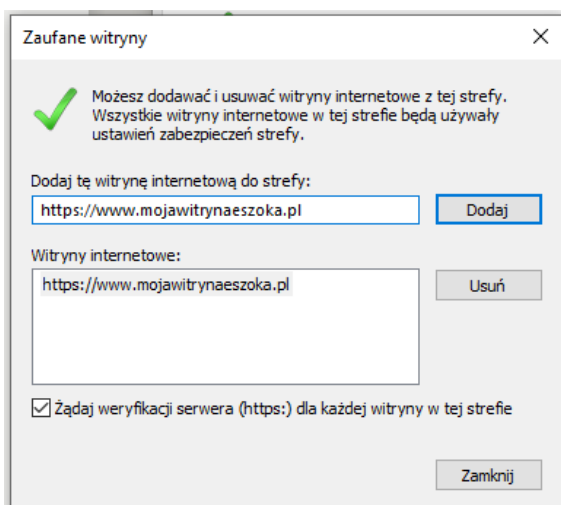 Zaufane witryny
Możesz dodawać i usuwać witryny internetowe z tej strefy.
Wszystkie witryny internetowe w tej strefie będą używały
ustawień zabezpieczeń strefy.
Dodaj tę witrynę internetową do strefy:
https://www.mojawitrynaeszoka.pl
Dodaj
Witryny internetowe:
https://www.mojawitrynaeszoka.pl
Usuń
Żądaj weryfikacji serwera (https:) dla każdej witryny w tej strefie
Zamknij